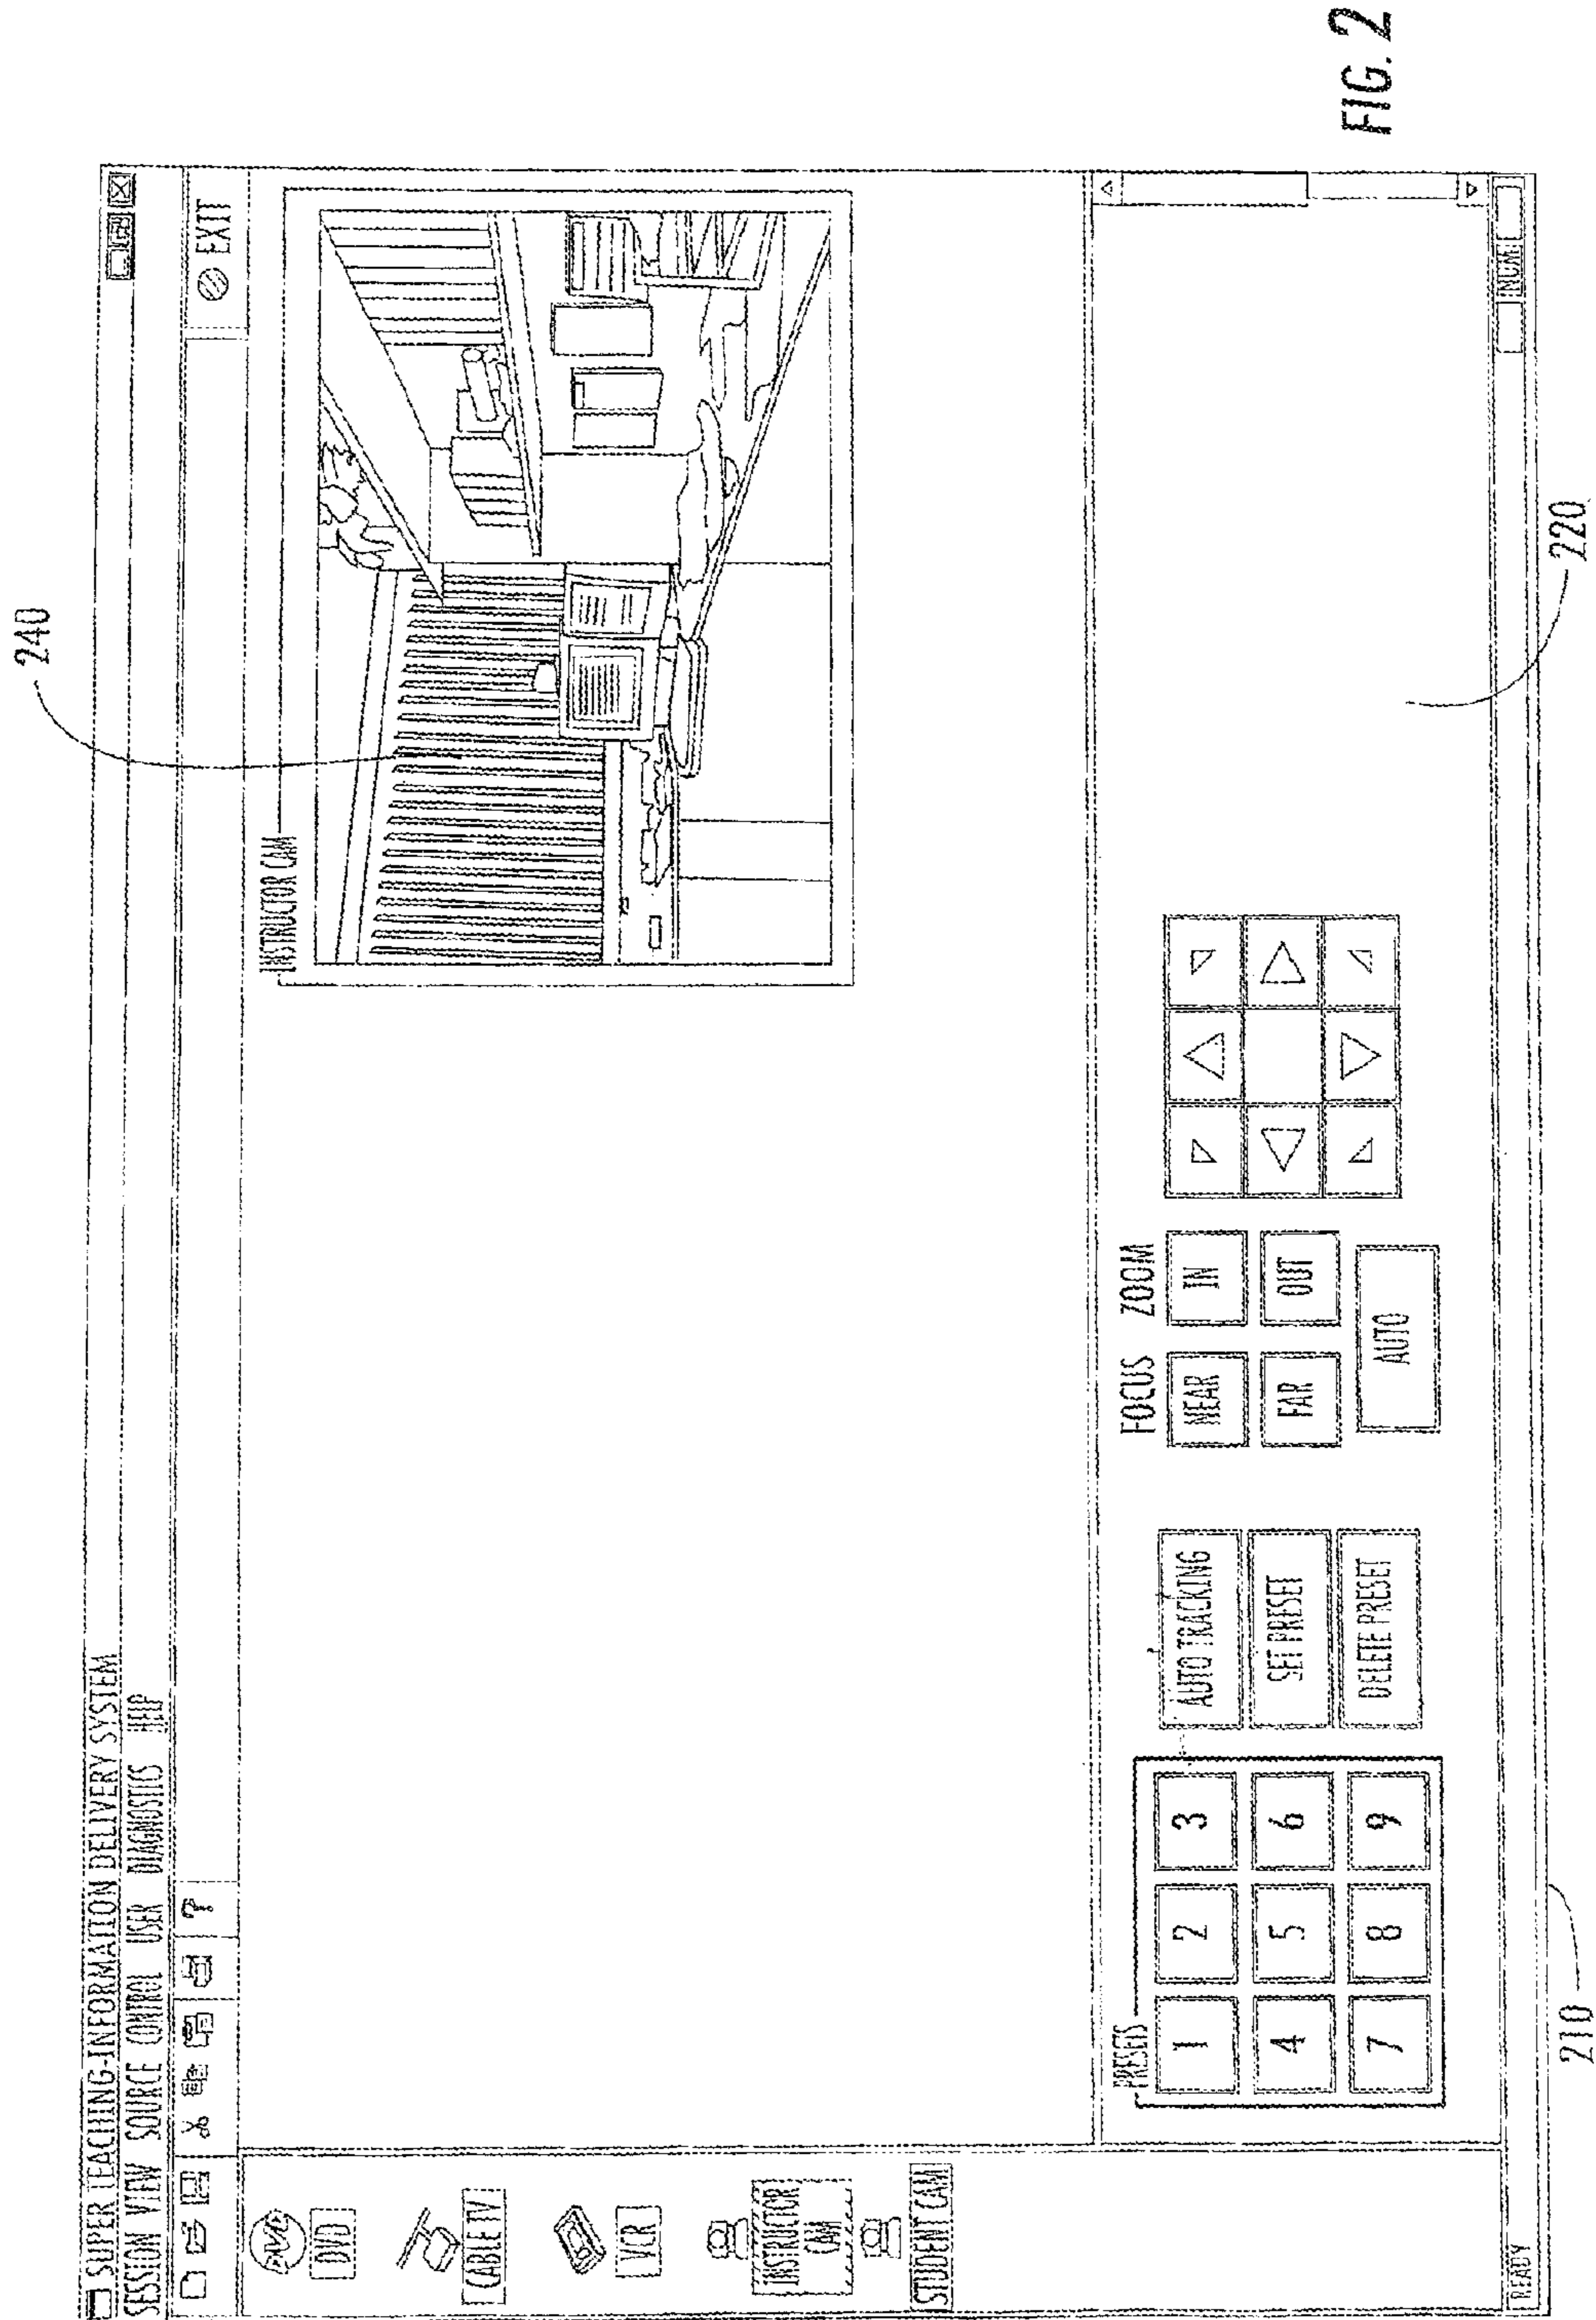 SUPER TEACHING-INFORMATION DELIVERY SYSTEM
SESSION VIEW SOURCE CONTROL USER DIAGNOSTICS HELP
?
EXIT
DVD
DVD
CABLE TV
VCR
INSTRUCTOR
CAM
STUDENT CAM
INSTRUCTOR CAM
240
PRESETS
1 2 3
4 5 6
7 8 9
AUTO TRACKING
SET PRESET
DELETE PRESET
FOCUS ZOOM
NEAR IN
FAR OUT
AUTO
READY
NUM
210
220
FIG. 2